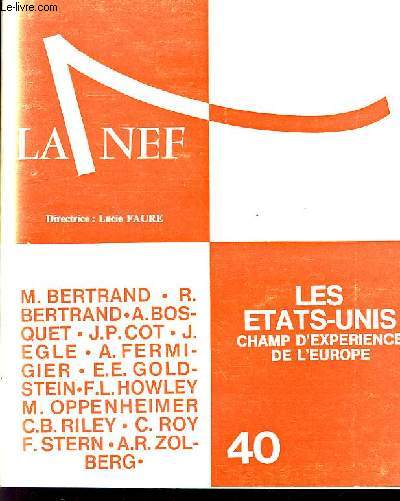 Le-livre.com
LA NEF
Directrice : Lucie FAURE
M. BERTRAND • R.
BERTRAND • A. BOS-
QUET • J.P. COT • J.
EGLE • A. FERMI-
GIER • E.E. GOLD-
STEIN • F.L. HOWLEY
M. OPPENHEIMER
C.B. RILEY • C. ROY
F. STERN • A.R. ZOL-
BERG •
LES
ETATS-UNIS
CHAMP D'EXPERIENCE
DE L'EUROPE
40